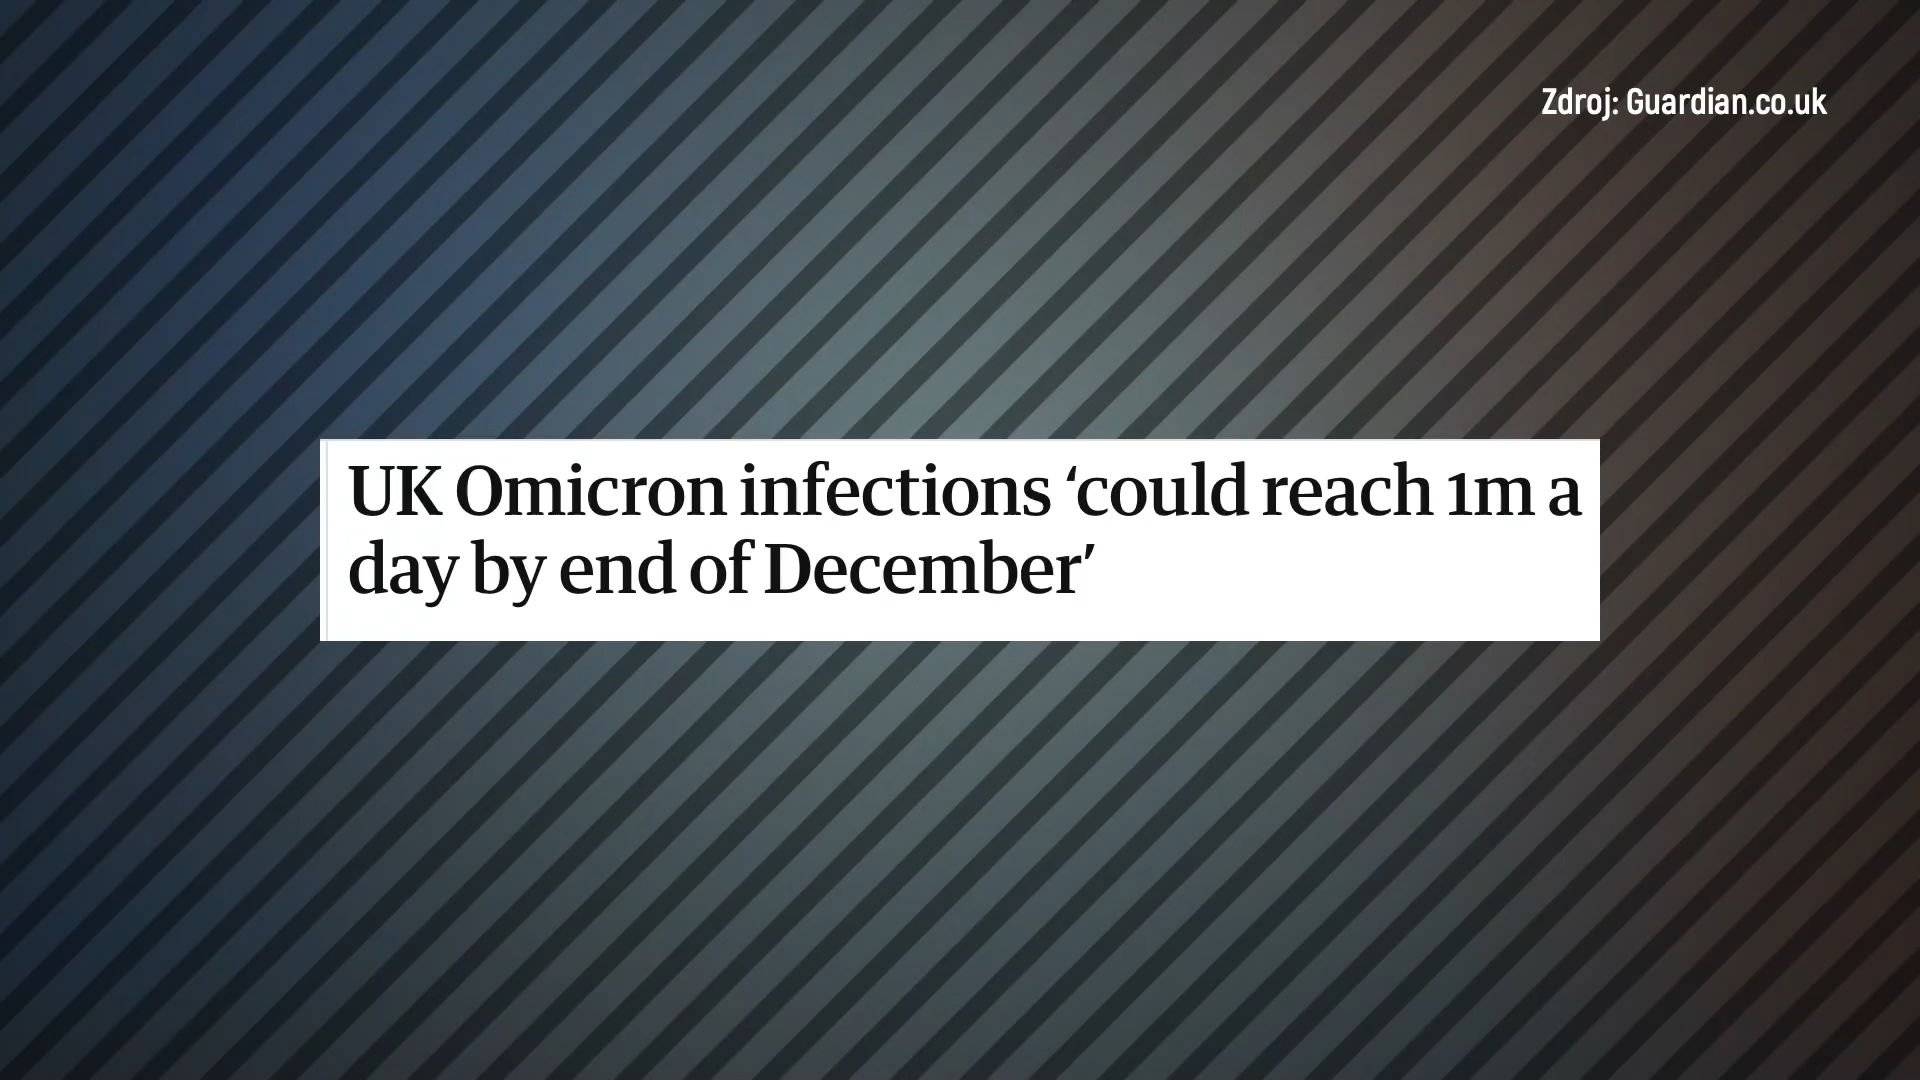 Zdroj: Guardian.co.uk
UK Omicron infections ‘could reach 1m a
day by end of December’